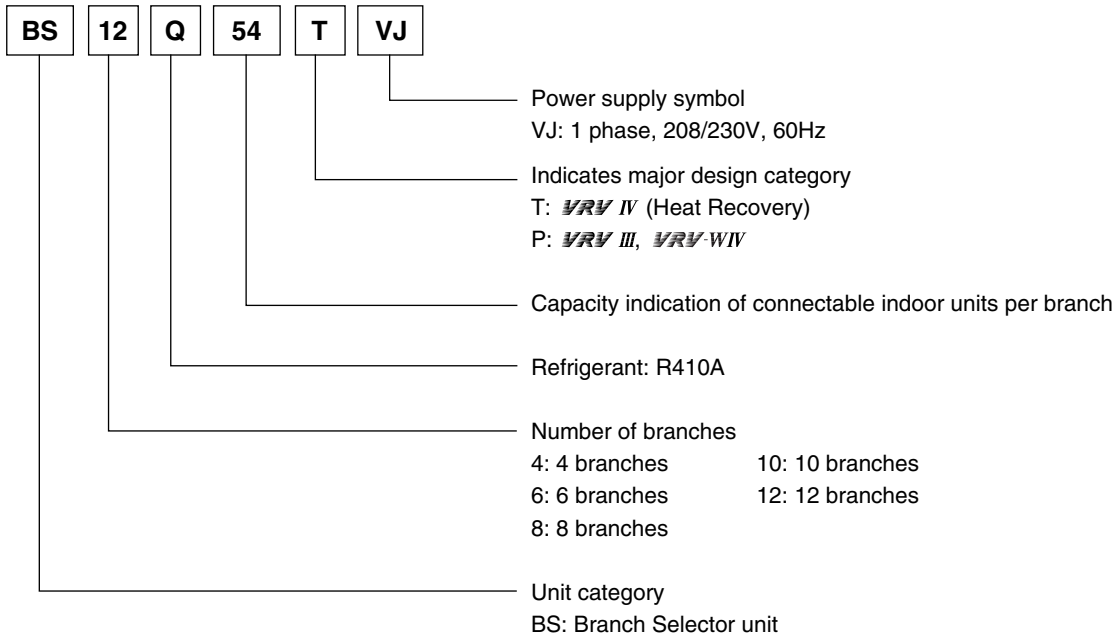 BS 12 Q 54 T VJ
Power supply symbol
VJ: 1 phase, 208/230V, 60Hz
Indicates major design category
T: VRV IV (Heat Recovery)
P: VRV III, VRV-WIV
Capacity indication of connectable indoor units per branch
Refrigerant: R410A
Number of branches
4: 4 branches 10: 10 branches
6: 6 branches 12: 12 branches
8: 8 branches
Unit category
BS: Branch Selector unit